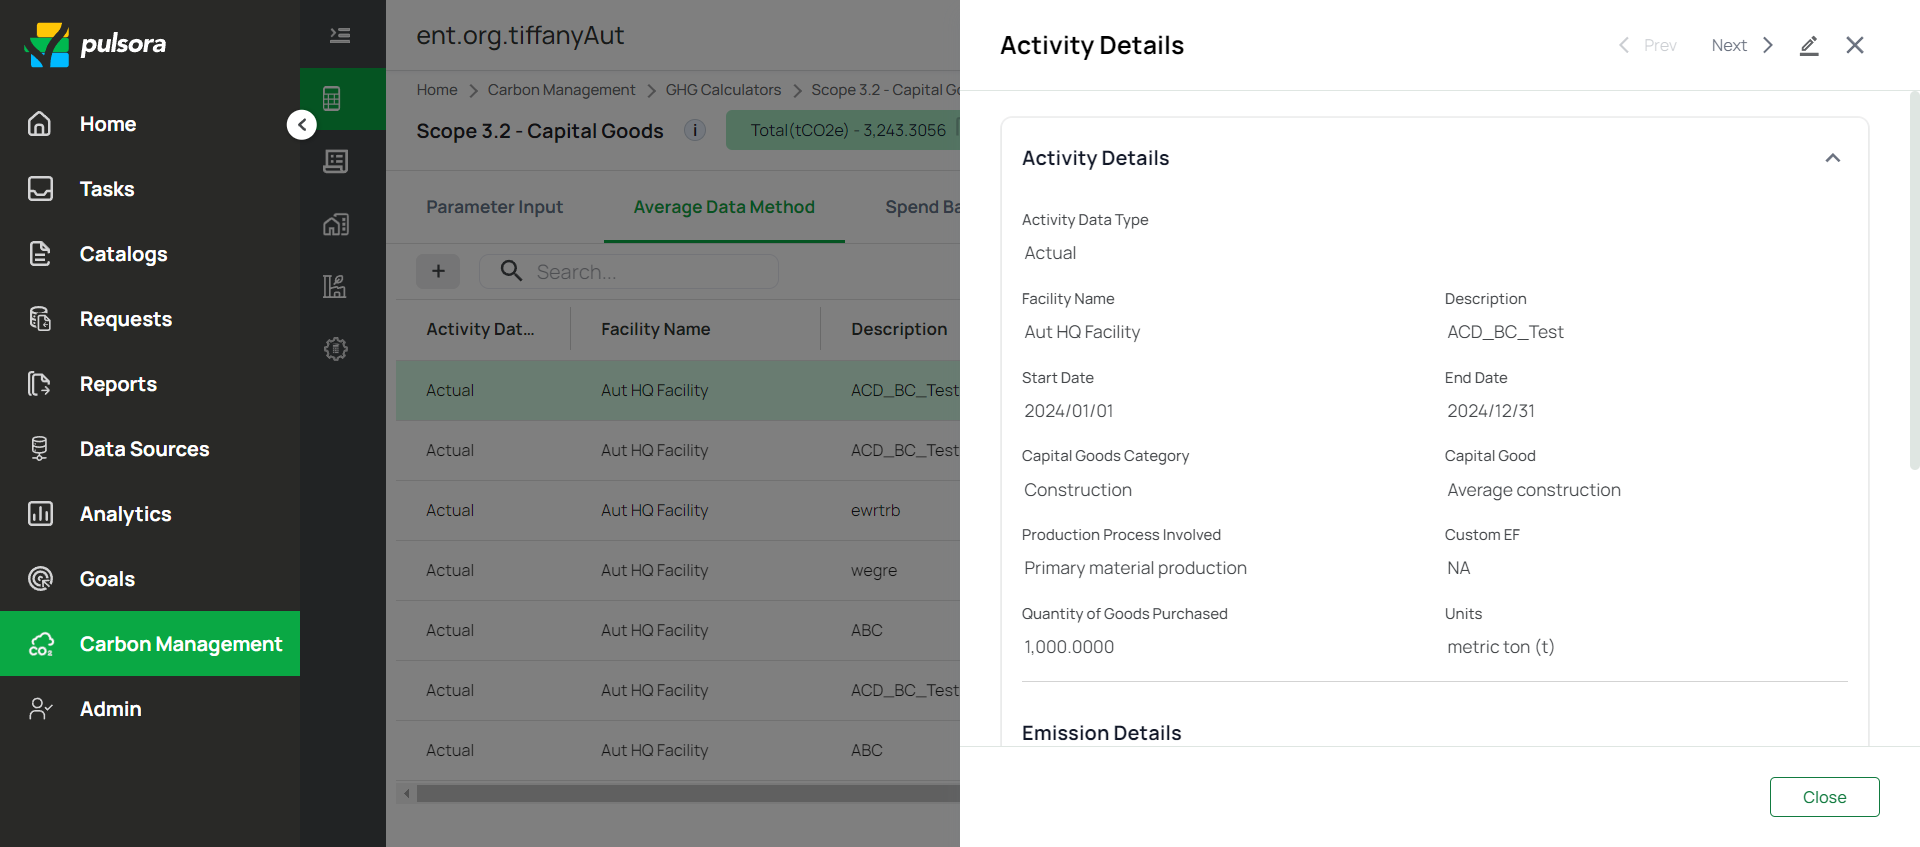 pulsora
Home
Tasks
Catalogs
Requests
Reports
Data Sources
Analytics
Goals
CO₂ Carbon Management
Admin
ent.org.tiffanyAut
Home > Carbon Management > GHG Calculators > Scope 3.2 - Capital Go
Scope 3.2 - Capital Goods i Total(tCO2e) - 3,243.3056
Parameter Input Average Data Method Spend Ba
+ Search...
Activity Dat... Facility Name Description
Actual Aut HQ Facility ACD_BC_Test
Actual Aut HQ Facility ACD_BC_Test
Actual Aut HQ Facility ewrtrb
Actual Aut HQ Facility wegre
Actual Aut HQ Facility ABC
Actual Aut HQ Facility ACD_BC_Test
Actual Aut HQ Facility ABC
Activity Details
Prev Next
Activity Details
Activity Data Type
Actual
Facility Name Description
Aut HQ Facility ACD_BC_Test
Start Date End Date
2024/01/01 2024/12/31
Capital Goods Category Capital Good
Construction Average construction
Production Process Involved Custom EF
Primary material production NA
Quantity of Goods Purchased Units
1,000.0000 metric ton (t)
Emission Details
Close